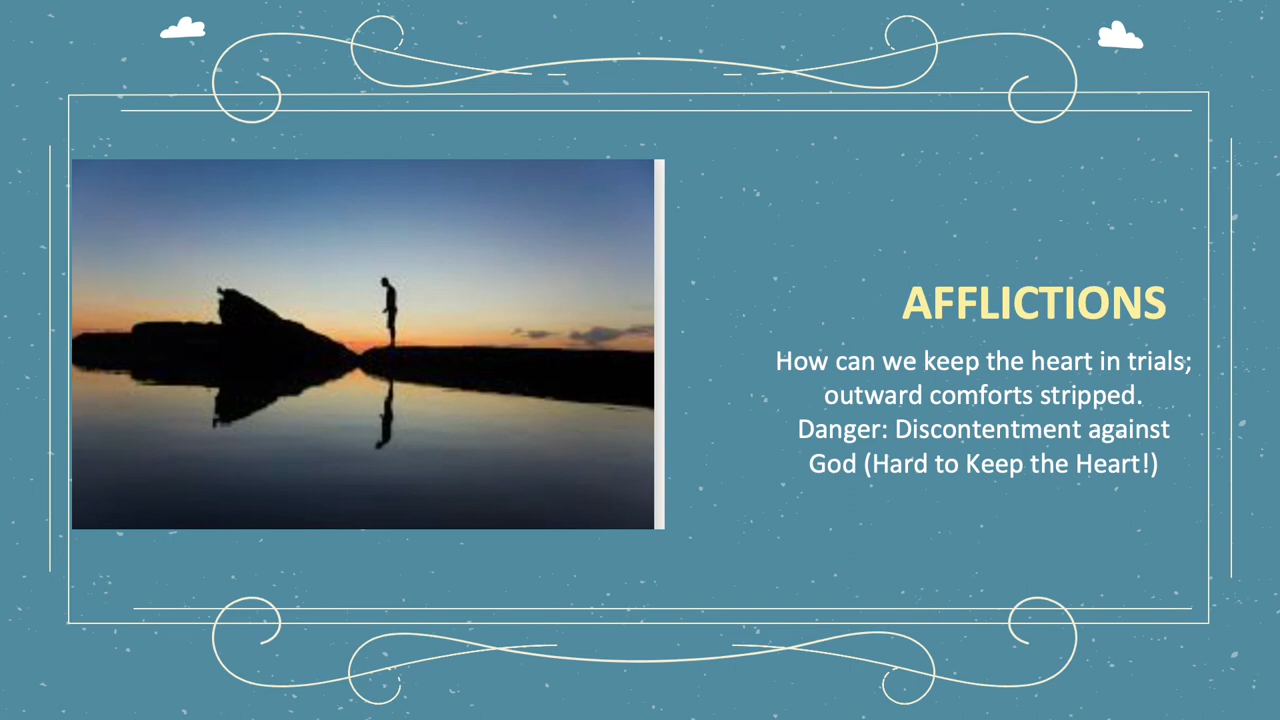 AFFLICTIONS
How can we keep the heart in trials;
outward comforts stripped.
Danger: Discontentment against
God (Hard to Keep the Heart!)